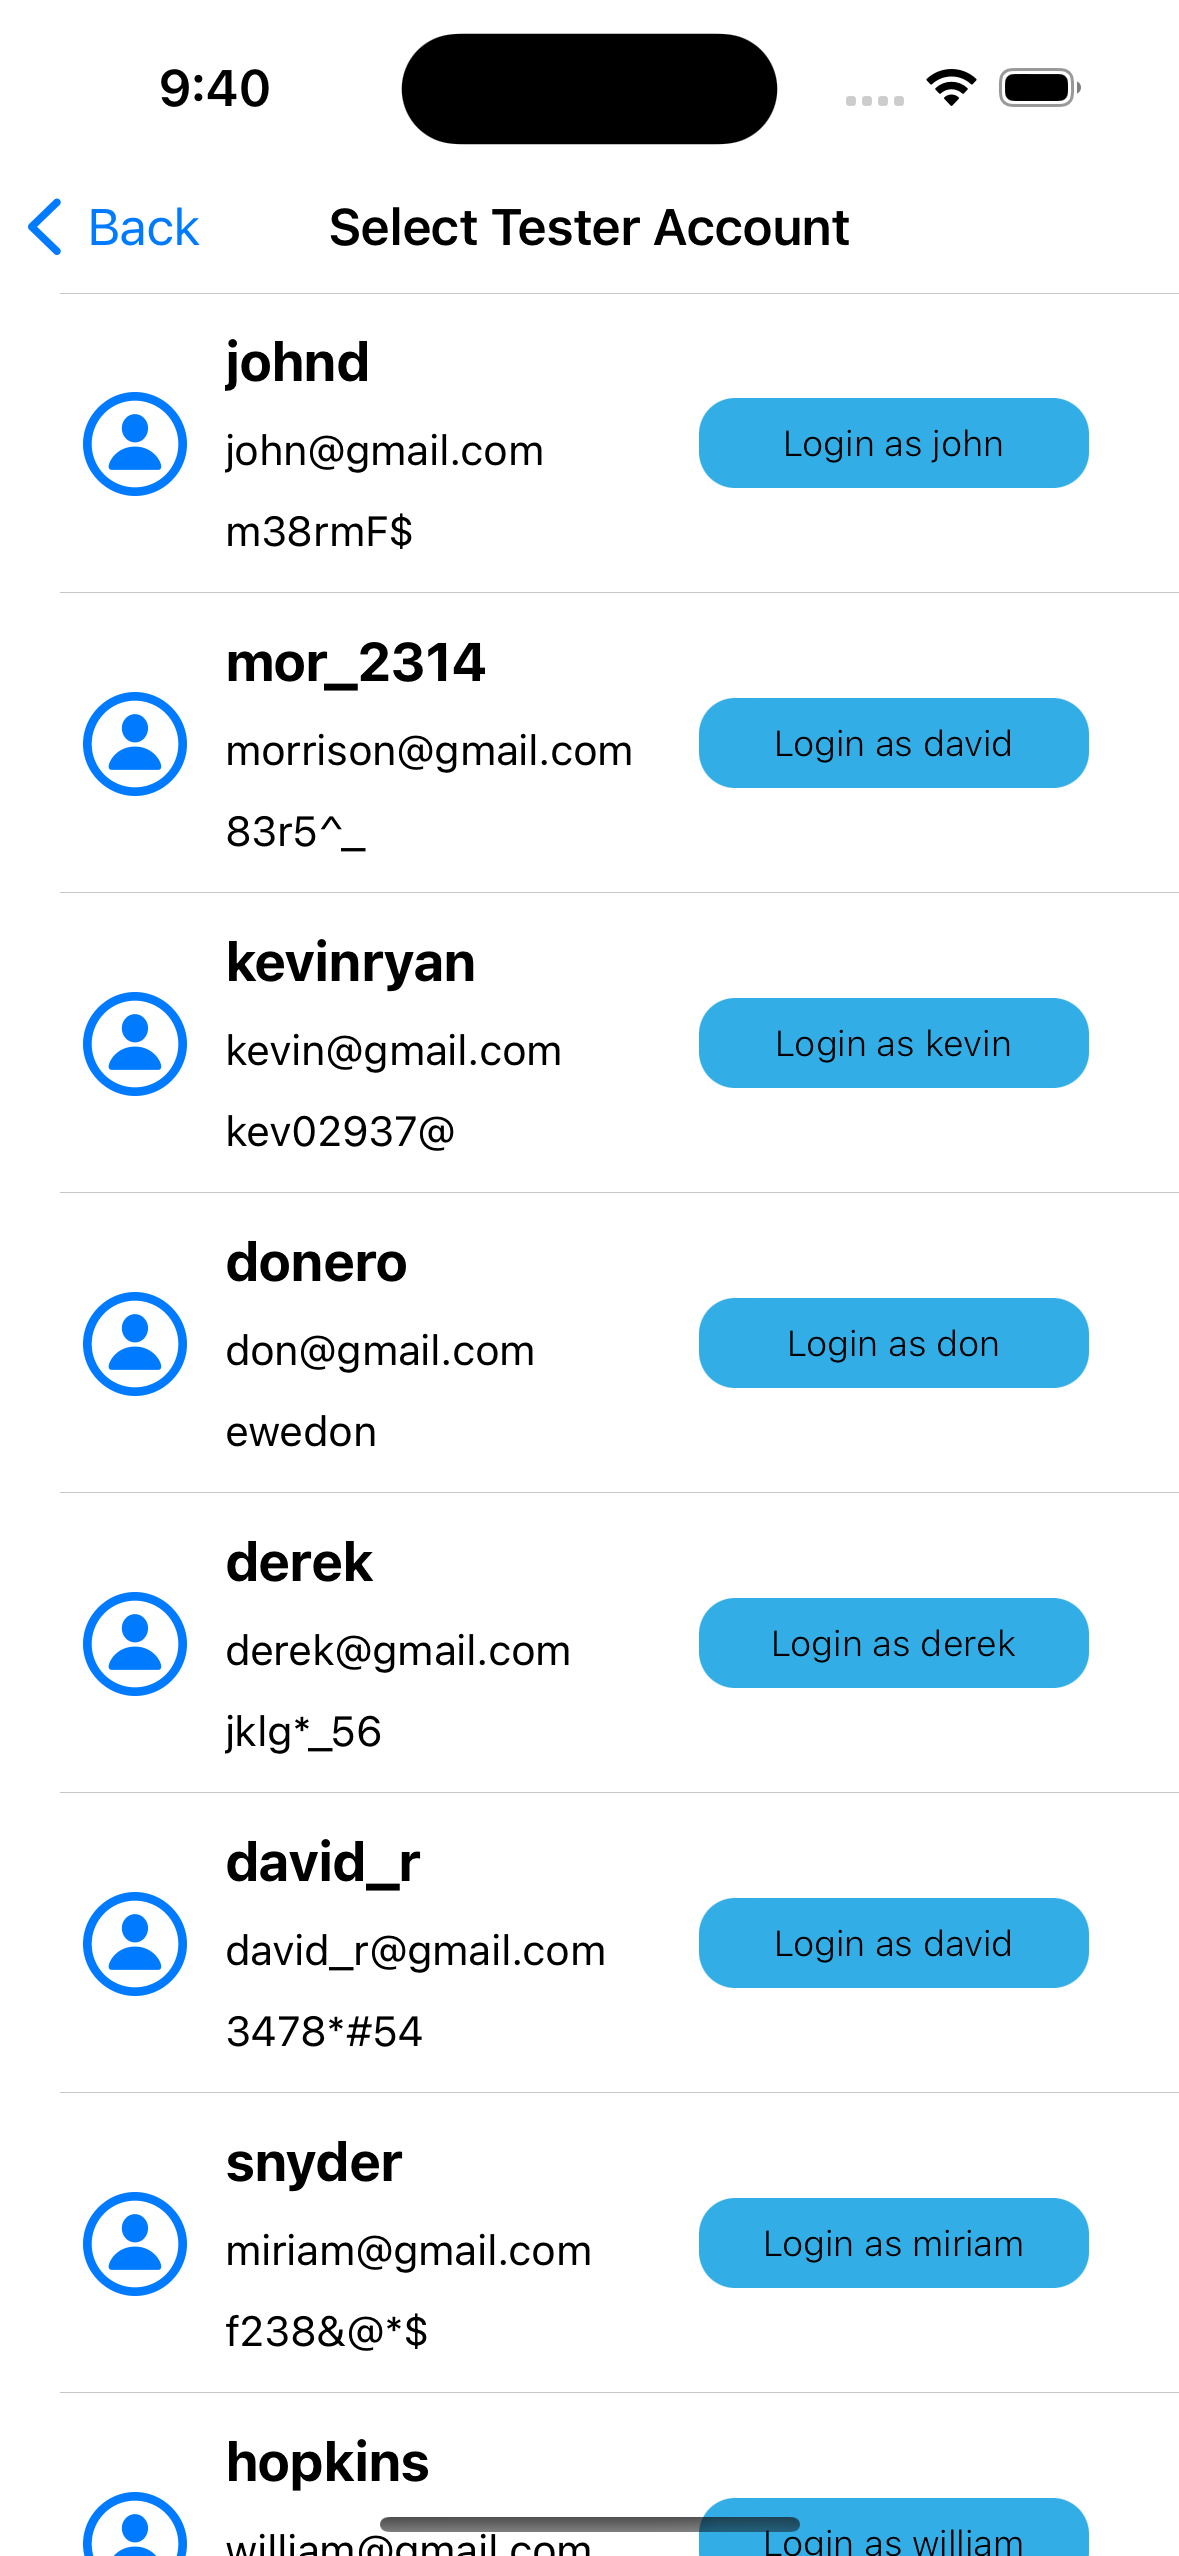 9:40
Back
Select Tester Account
johnd
john@gmail.com
Login as john
m38rmF$
mor_2314
morrison@gmail.com
Login as david
83r5^_
kevinryan
kevin@gmail.com
Login as kevin
kev02937@
donero
don@gmail.com
Login as don
ewedon
derek
derek@gmail.com
Login as derek
jklg*_56
david_r
david_r@gmail.com
Login as david
3478*#54
snyder
miriam@gmail.com
Login as miriam
f238&@*$
hopkins
william@gmail.com
Login as william